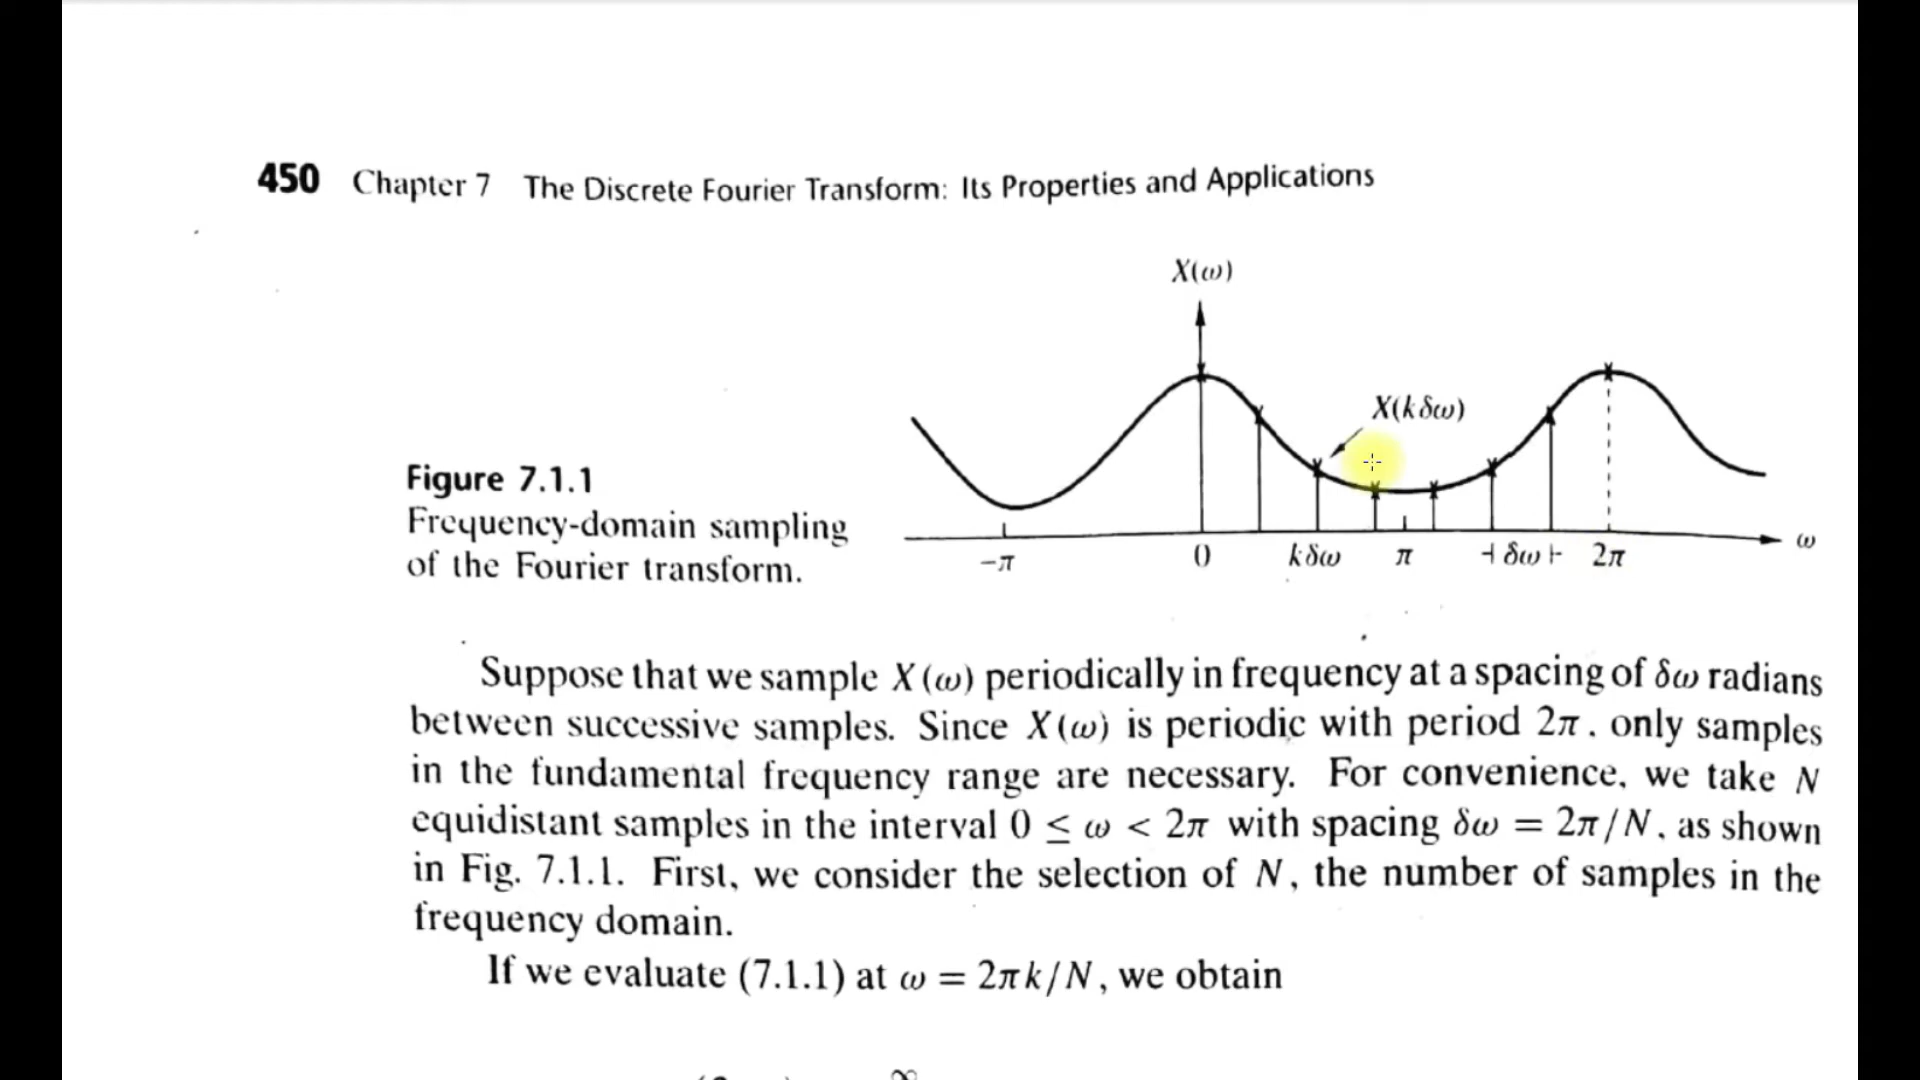 450 Chapter 7 The Discrete Fourier Transform: Its Properties and Applications
X(ω)
X(kδω)
Figure 7.1.1
Frequency-domain sampling
of the Fourier transform.
−π 0 kδω π δω 2π ω
Suppose that we sample X(ω) periodically in frequency at a spacing of δω radians
between successive samples. Since X(ω) is periodic with period 2π, only samples
in the fundamental frequency range are necessary. For convenience, we take N
equidistant samples in the interval 0 ≤ ω < 2π with spacing δω = 2π/N, as shown
in Fig. 7.1.1. First, we consider the selection of N, the number of samples in the
frequency domain.
If we evaluate (7.1.1) at ω = 2πk/N, we obtain